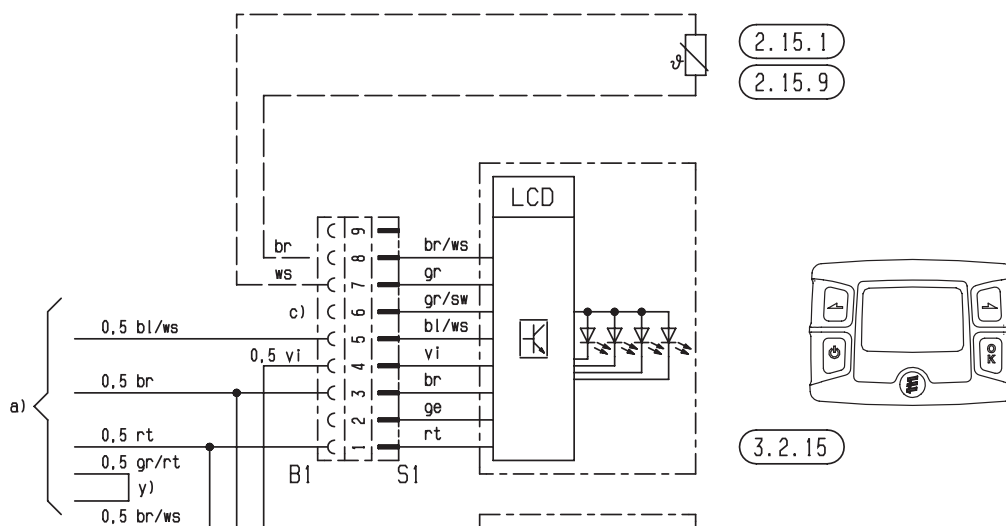 2.15.1
ϑ
2.15.9
LCD
9
br
8
br/ws
ws
7
gr
c)
6
gr/sw
0,5 bl/ws
5
bl/ws
0,5 vi
4
vi
0,5 br
3
br
a)
2
ge
0,5 rt
1
rt
0,5 gr/rt
B1
S1
y)
0,5 br/ws
OK
3.2.15